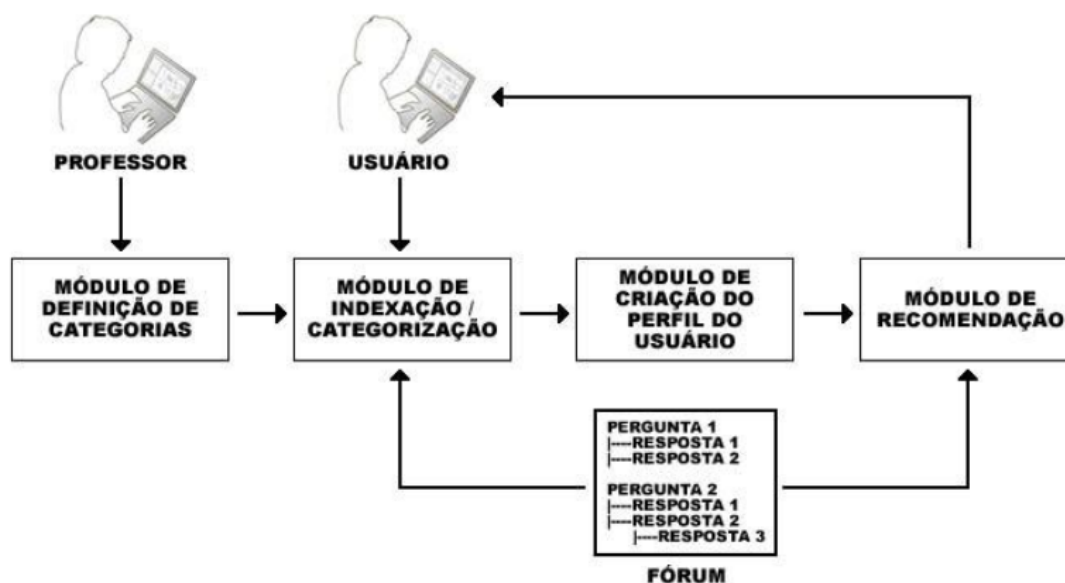 PROFESSOR
USUÁRIO
MÓDULO DE
DEFINIÇÃO DE
CATEGORIAS
MÓDULO DE
INDEXAÇÃO /
CATEGORIZAÇÃO
MÓDULO DE
CRIAÇÃO DO
PERFIL DO
USUÁRIO
MÓDULO DE
RECOMENDAÇÃO
PERGUNTA 1
|----RESPOSTA 1
|----RESPOSTA 2
PERGUNTA 2
|----RESPOSTA 1
|----RESPOSTA 2
|----RESPOSTA 3
FÓRUM